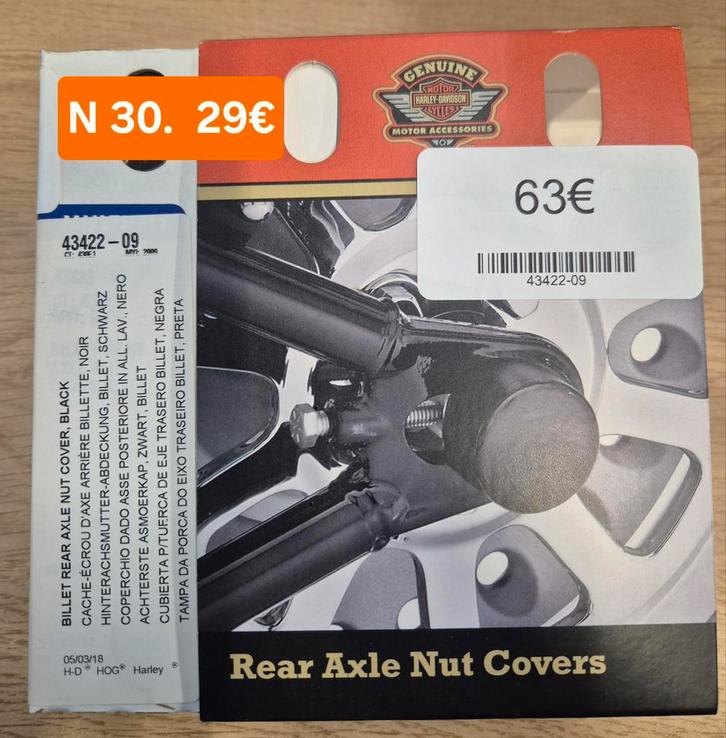 N 30. 29€
GENUINE
MOTOR
HARLEY-DAVIDSON
CYCLES
MOTOR ACCESSORIES
63€
43422-09
43422-09
MYI: 2009
BILLET REAR AXLE NUT COVER, BLACK
CACHE-ÉCROU D'AXE ARRIÈRE BILLETTE, NOIR
HINTERACHSMUTTER-ABDECKUNG, BILLET, SCHWARZ
COPERCHIO DADO ASSE POSTERIORE IN ALL. LAV., NERO
ACHTERSTE ASMOERKAP, ZWART, BILLET
CUBIERTA P/TUERCA DE EJE TRASERO BILLET, NEGRA
TAMPA DA PORCA DO EIXO TRASEIRO BILLET, PRETA
05/03/18
H-D® HOG® Harley®
Rear Axle Nut Covers